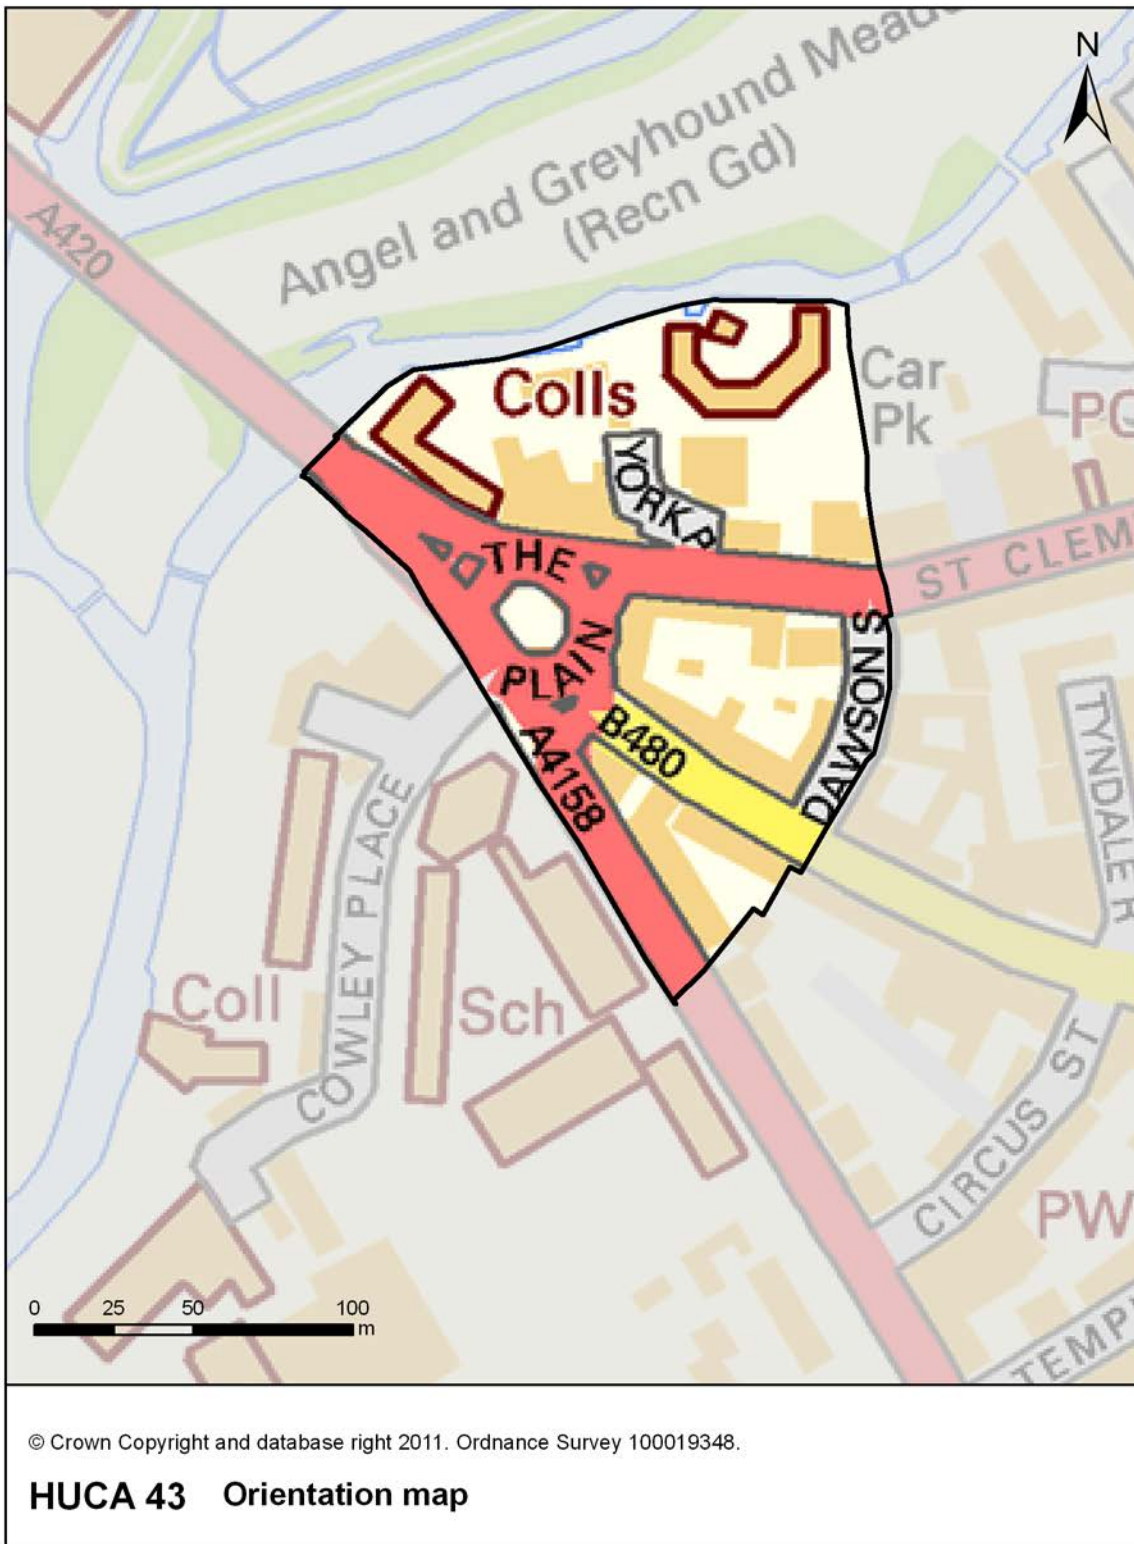 N
Angel and Greyhound Mead
(Recn Gd)
A420
Colls
Car
Pk
PC
YORK P
THE
PLAIN
ST CLEM
DAWSON S
B480
A4158
TYNDALE R
COWLEY PLACE
Coll
Sch
CIRCUS ST
PW
TEMP
0 25 50 100
m
© Crown Copyright and database right 2011. Ordnance Survey 100019348.
HUCA 43 Orientation map